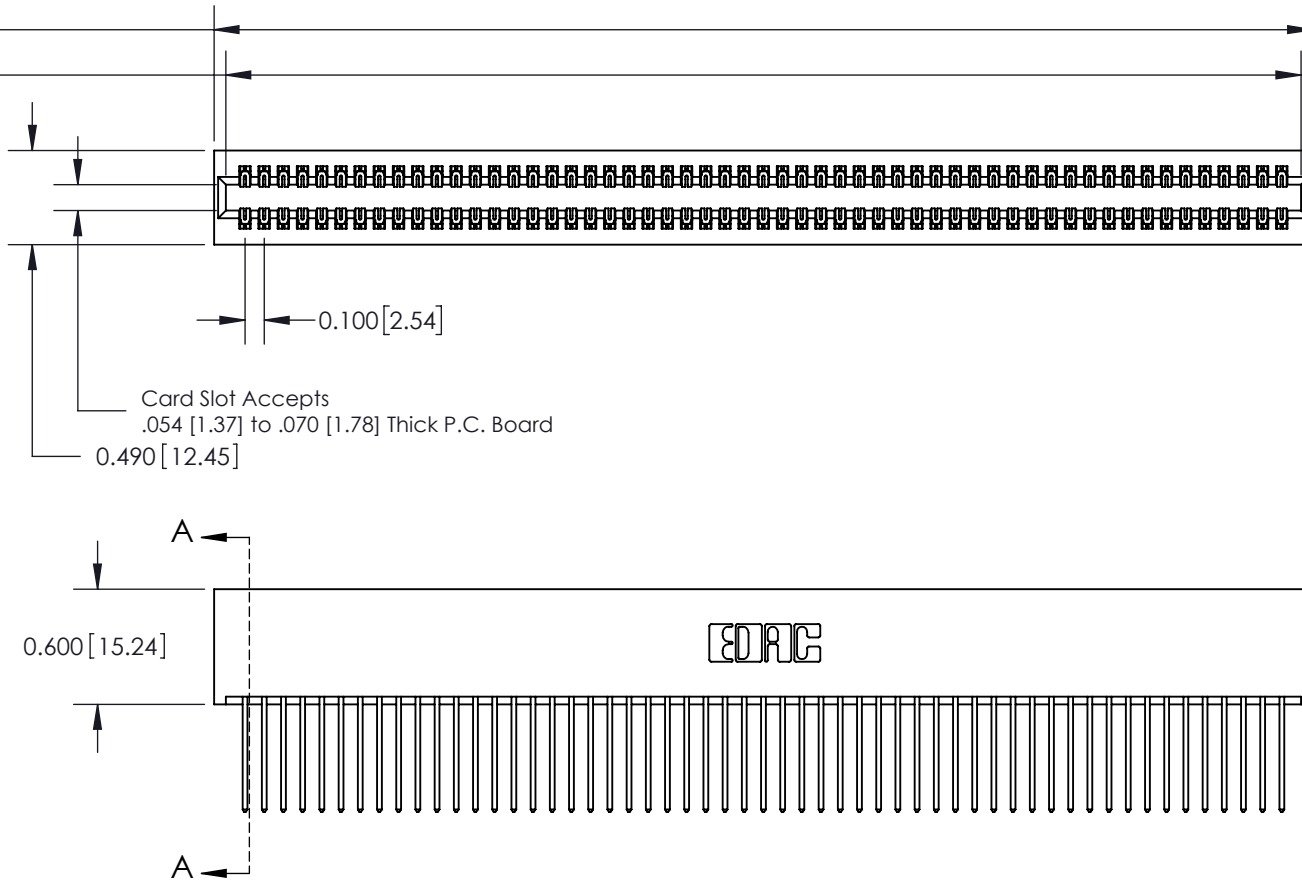 0.100[2.54]
Card Slot Accepts
.054 [1.37] to .070 [1.78] Thick P.C. Board
0.490[12.45]
A
0.600[15.24]
EDAC
A